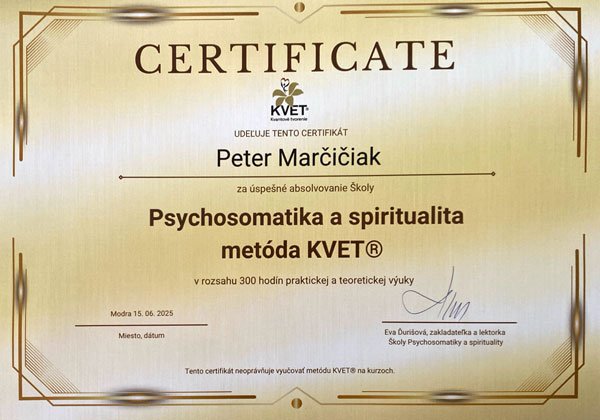 CERTIFICATE
KVET®
Kvantové tvorenie
UDEĽUJE TENTO CERTIFIKÁT
Peter Marčičiak
za úspešné absolvovanie Školy
Psychosomatika a spiritualita
metóda KVET®
v rozsahu 300 hodín praktickej a teoretickej výuky
Modra 15. 06. 2025
Miesto, dátum
Eva Ďurišová, zakladateľka a lektorka
Školy Psychosomatiky a spirituality
Tento certifikát neoprávňuje vyučovať metódu KVET® na kurzoch.